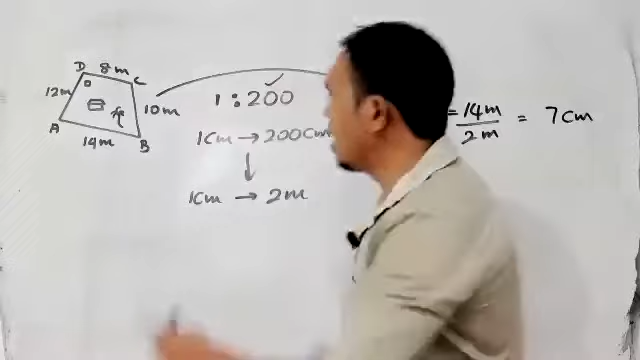 D 8m C
12m
10m
A
14m B
1 : 200 ✓
1cm → 200cm
1cm → 2m
= 14m / 2m = 7cm